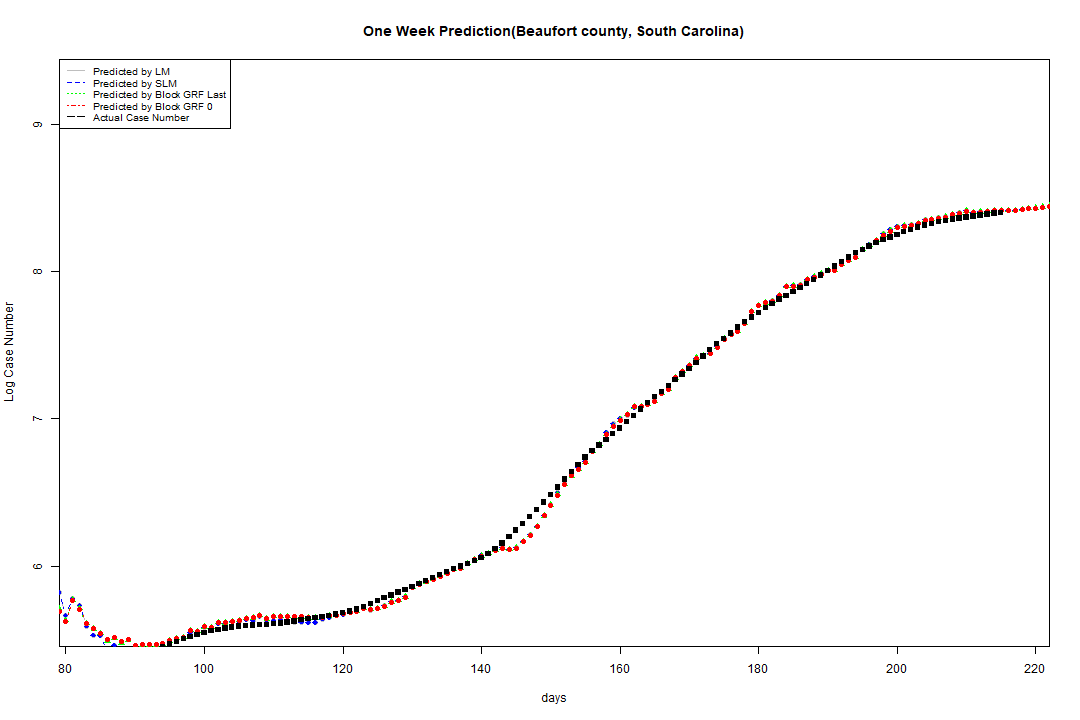 One Week Prediction(Beaufort county, South Carolina)
Predicted by LM
Predicted by SLM
Predicted by Block GRF Last
Predicted by Block GRF 0
Actual Case Number
9
8
7
6
Log Case Number
80 100 120 140 160 180 200 220
days